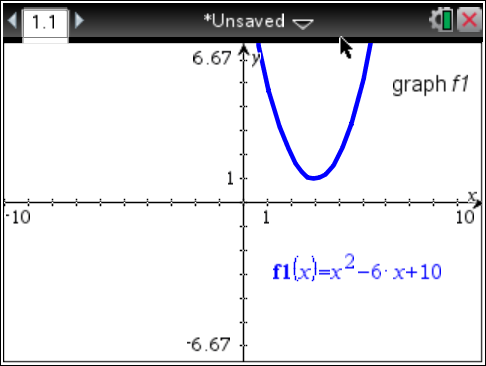 1.1
*Unsaved
6.67
y
graph f1
1
x
-10
1
10
f1(x)=x²−6·x+10
-6.67